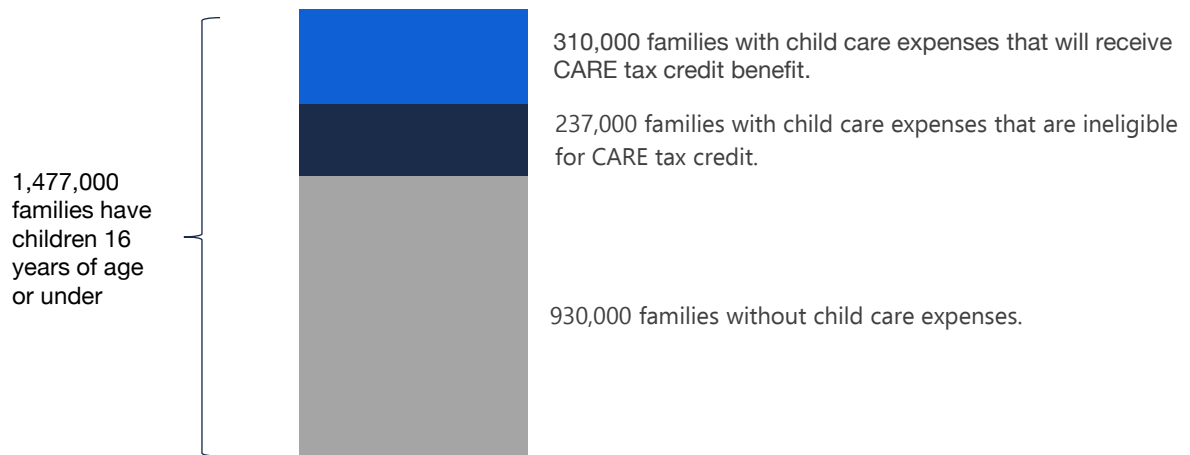 310,000 families with child care expenses that will receive
CARE tax credit benefit.
237,000 families with child care expenses that are ineligible
for CARE tax credit.
1,477,000
families have
children 16
years of age
or under
930,000 families without child care expenses.